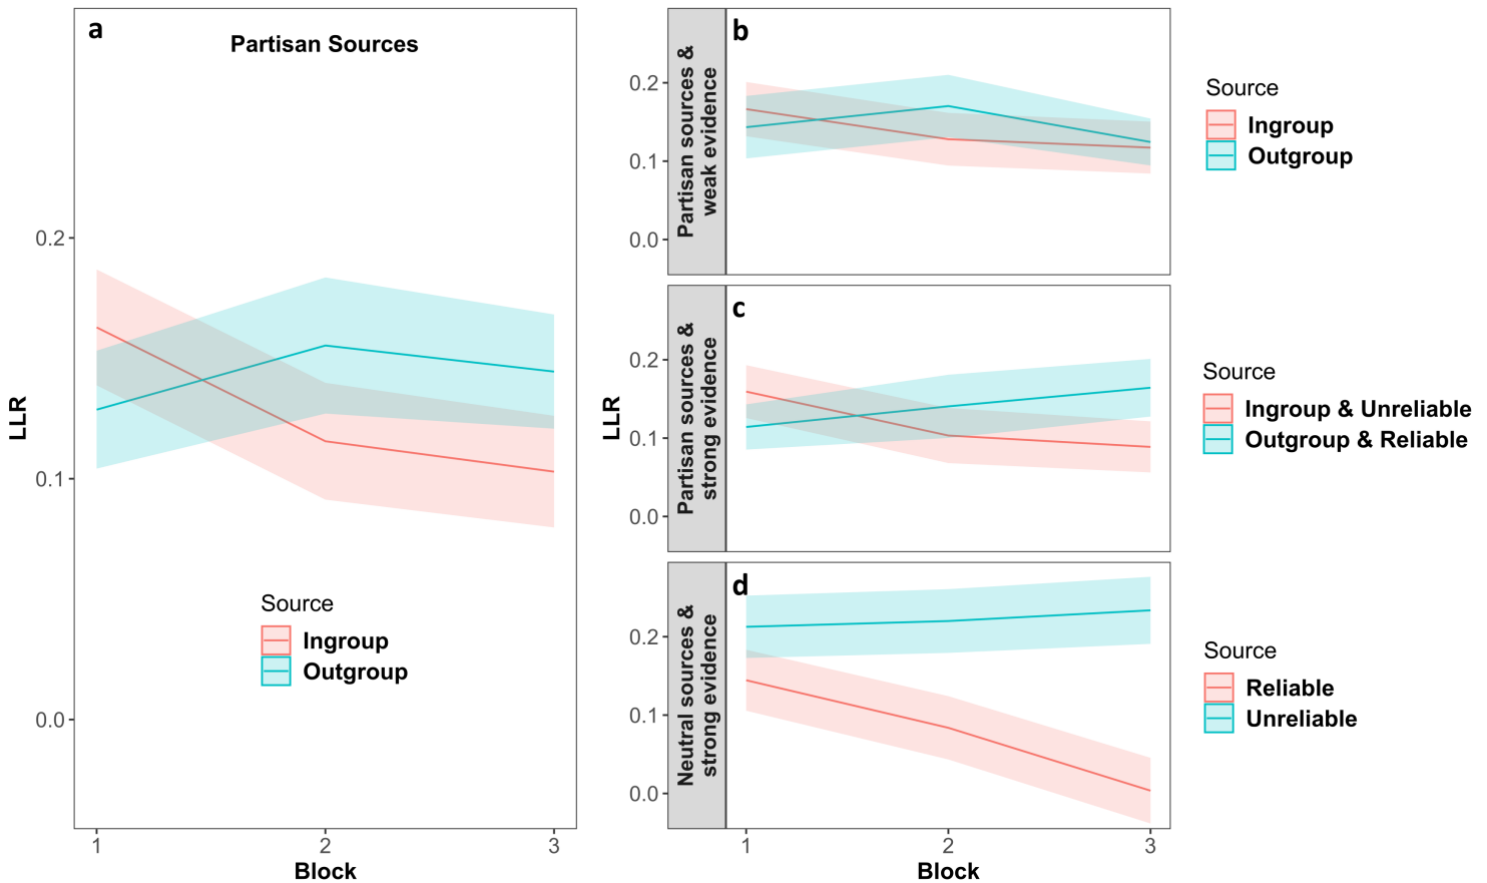 a
Partisan Sources
LLR
0.2
0.1
0.0
Source
Ingroup
Outgroup
1
2
3
Block
LLR
b
Partisan sources &
weak evidence
0.2
0.1
0.0
Source
Ingroup
Outgroup
c
Partisan sources &
strong evidence
0.2
0.1
0.0
Source
Ingroup & Unreliable
Outgroup & Reliable
d
Neutral sources &
strong evidence
0.2
0.1
0.0
Source
Reliable
Unreliable
1
2
3
Block